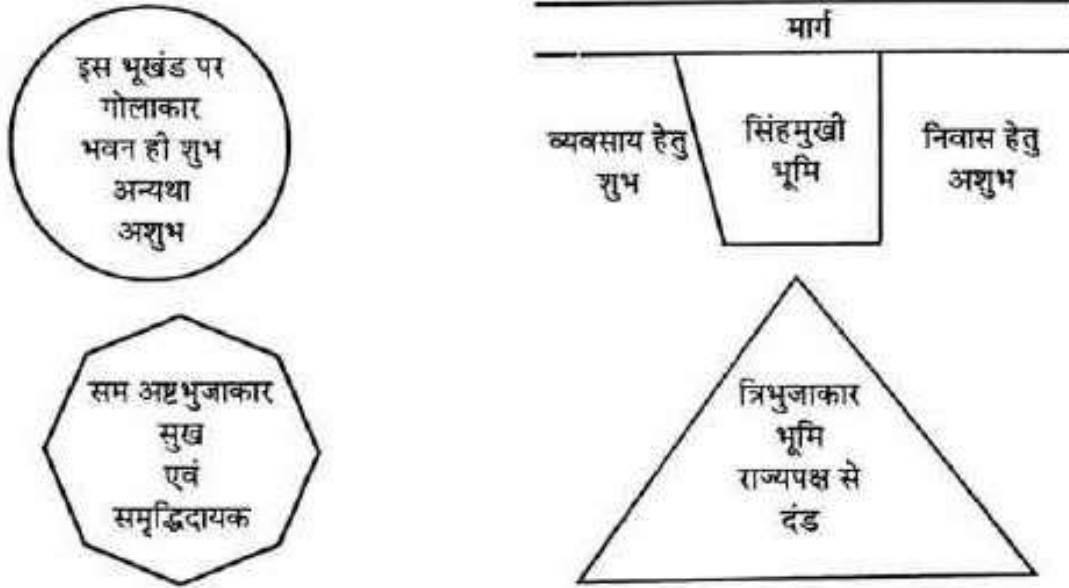 इस भूखंड पर
गोलाकार
भवन ही शुभ
अन्यथा
अशुभ
मार्ग
व्यवसाय हेतु
शुभ
सिंहमुखी
भूमि
निवास हेतु
अशुभ
सम अष्टभुजाकार
सुख
एवं
समृद्धिदायक
त्रिभुजाकार
भूमि
राज्यपक्ष से
दंड